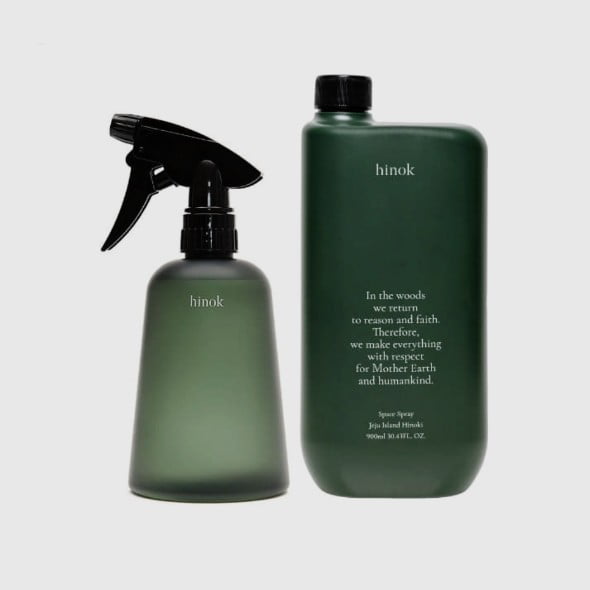 hinok
hinok
In the woods
we return
to reason and faith.
Therefore,
we make everything
with respect
for Mother Earth
and humankind.
Space Spray
Jeju Island Hinoki
900ml 30.43FL. OZ.